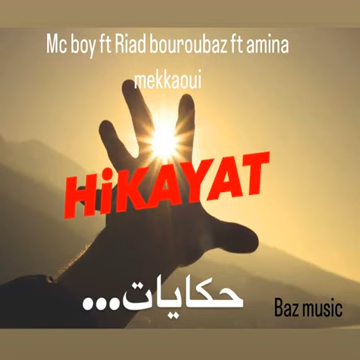 Mc boy ft Riad bouroubaz ft amina
mekkaoui
HiKAYAT
حكايات...
Baz music